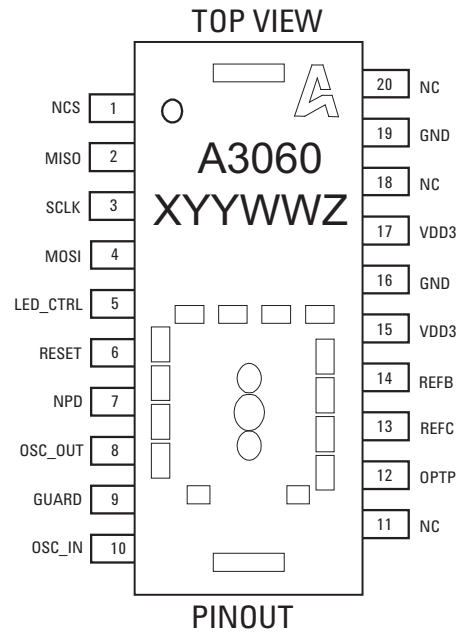 TOP VIEW
NCS 1
MISO 2
SCLK 3
MOSI 4
LED_CTRL 5
RESET 6
NPD 7
OSC_OUT 8
GUARD 9
OSC_IN 10
A3060
XYYWWZ
20 NC
19 GND
18 NC
17 VDD3
16 GND
15 VDD3
14 REFB
13 REFC
12 OPTP
11 NC
PINOUT